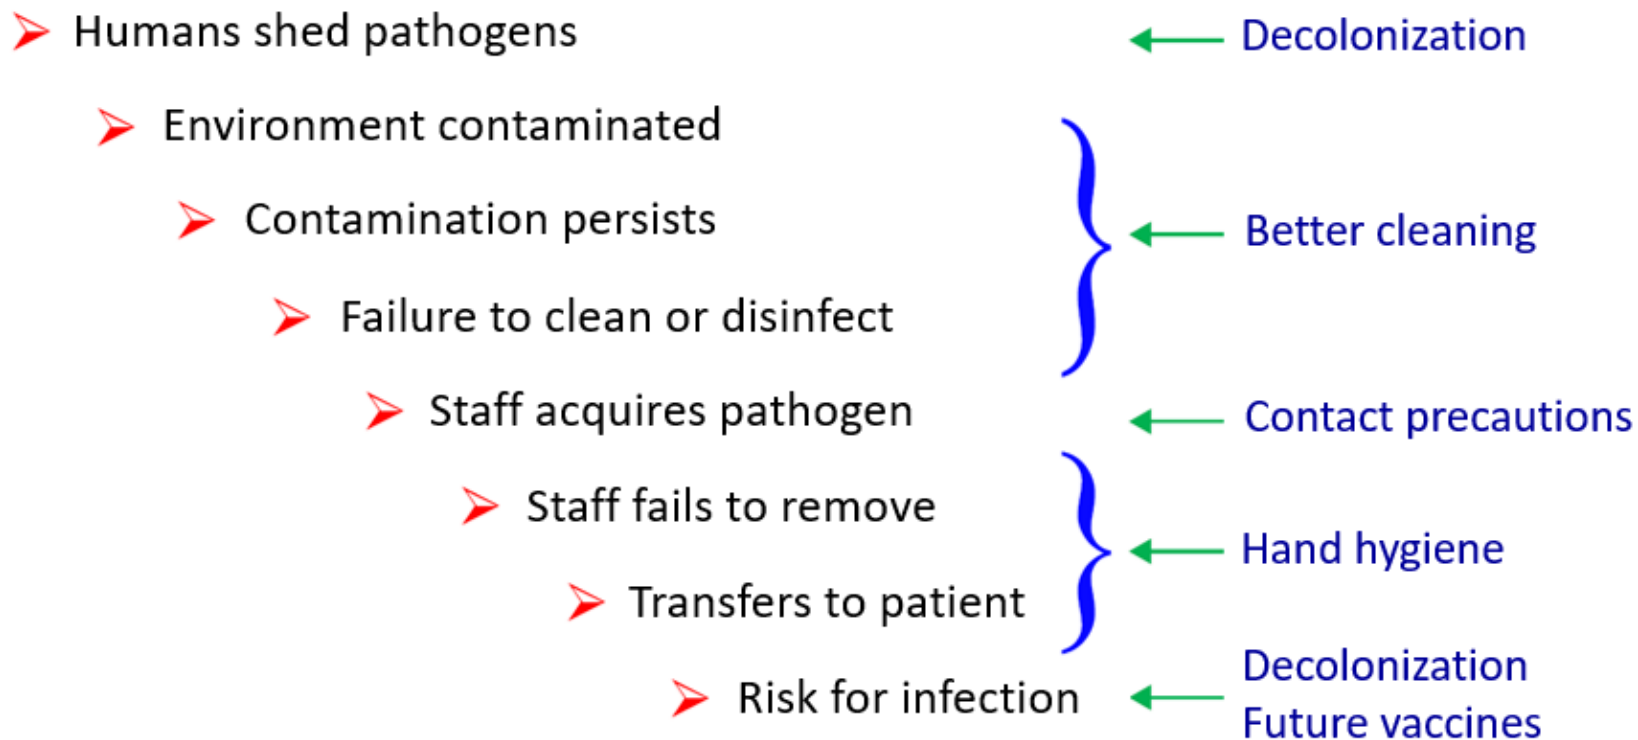 Humans shed pathogens
Decolonization
Environment contaminated
Contamination persists
Better cleaning
Failure to clean or disinfect
Staff acquires pathogen
Contact precautions
Staff fails to remove
Hand hygiene
Transfers to patient
Risk for infection
Decolonization
Future vaccines